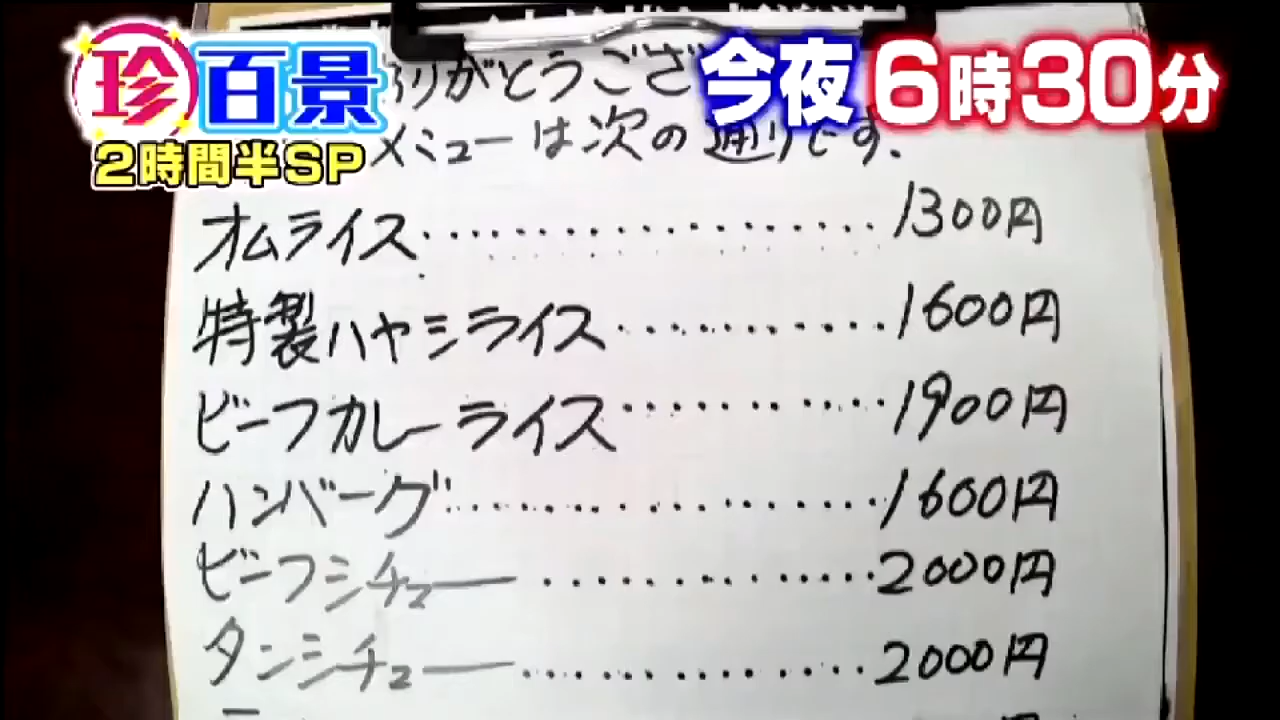 珍百景
2時間半SP
今夜6時30分
りがとうござ
メニューは次の通りです.
オムライス..................1300円
特製ハヤシライス............1600円
ビーフカレーライス..........1900円
ハンバーグ..................1600円
ビーフシチュー..............2000円
タンシチュー................2000円